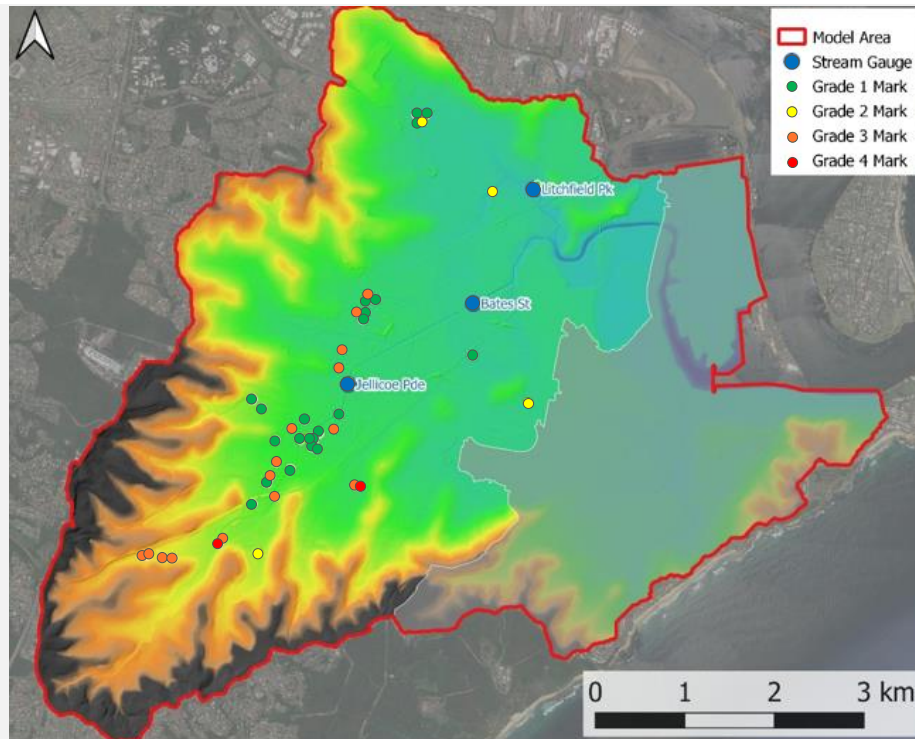 Model Area
Stream Gauge
Grade 1 Mark
Grade 2 Mark
Grade 3 Mark
Grade 4 Mark
Litchfield Pk
Bates St
Jellicoe Pde
0 1 2 3 km